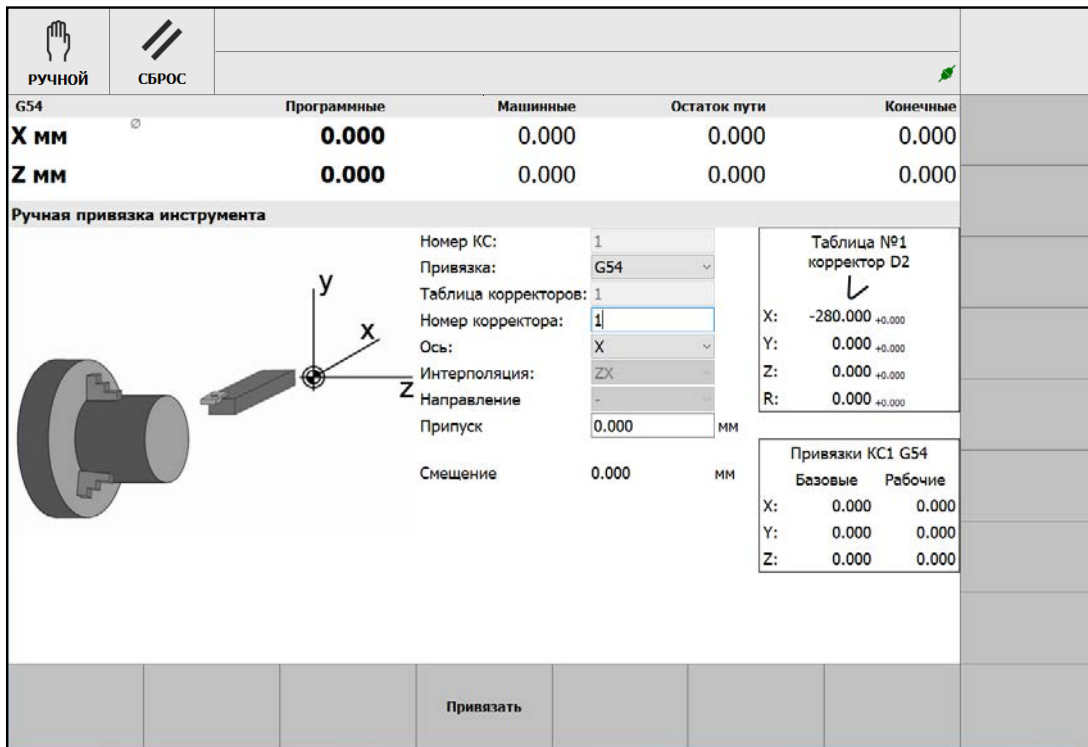 РУЧНОЙ СБРОС
G54 Программные Машинные Остаток пути Конечные
X мм ⌀ 0.000 0.000 0.000 0.000
Z мм 0.000 0.000 0.000 0.000
Ручная привязка инструмента
y
x
z
Номер КС: 1
Привязка: G54
Таблица корректоров: 1
Номер корректора: 1
Ось: X
Интерполяция: ZX
Направление -
Припуск 0.000 мм
Смещение 0.000 мм
Таблица №1
корректор D2
X: -280.000 +0.000
Y: 0.000 +0.000
Z: 0.000 +0.000
R: 0.000 +0.000
Привязки КС1 G54
Базовые Рабочие
X: 0.000 0.000
Y: 0.000 0.000
Z: 0.000 0.000
Привязать